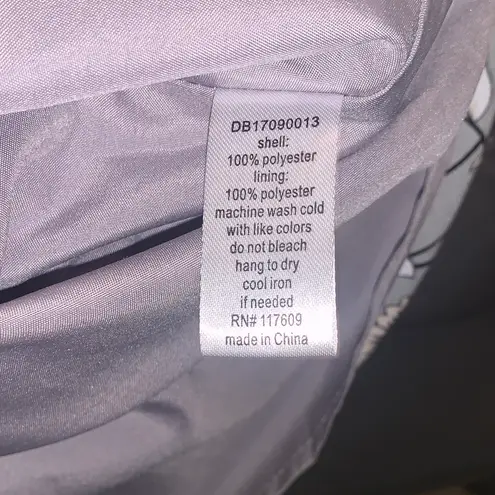 DB17090013
shell:
100% polyester
lining:
100% polyester
machine wash cold
with like colors
do not bleach
hang to dry
cool iron
if needed
RN# 117609
made in China